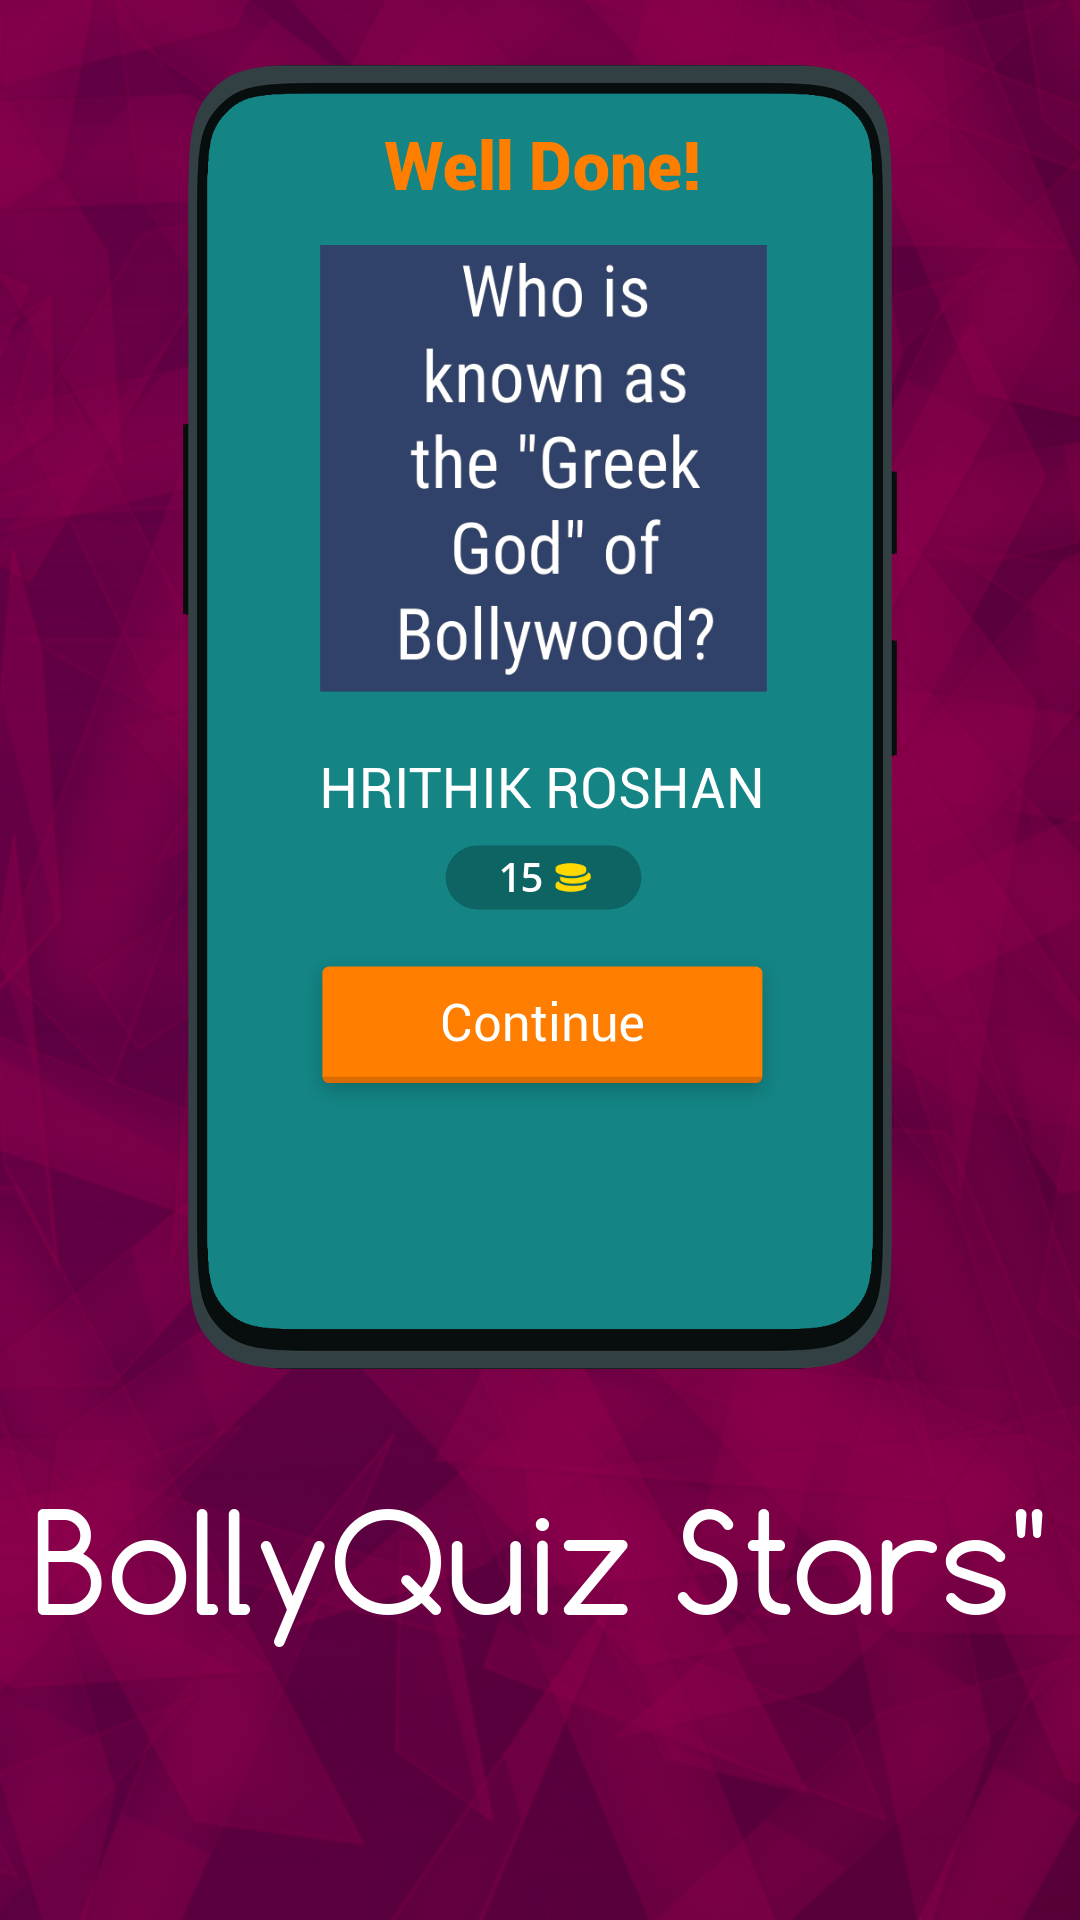 Well Done!
Who is
known as
the "Greek
God" of
Bollywood?
HRITHIK ROSHAN
15
Continue
BollyQuiz Stars"